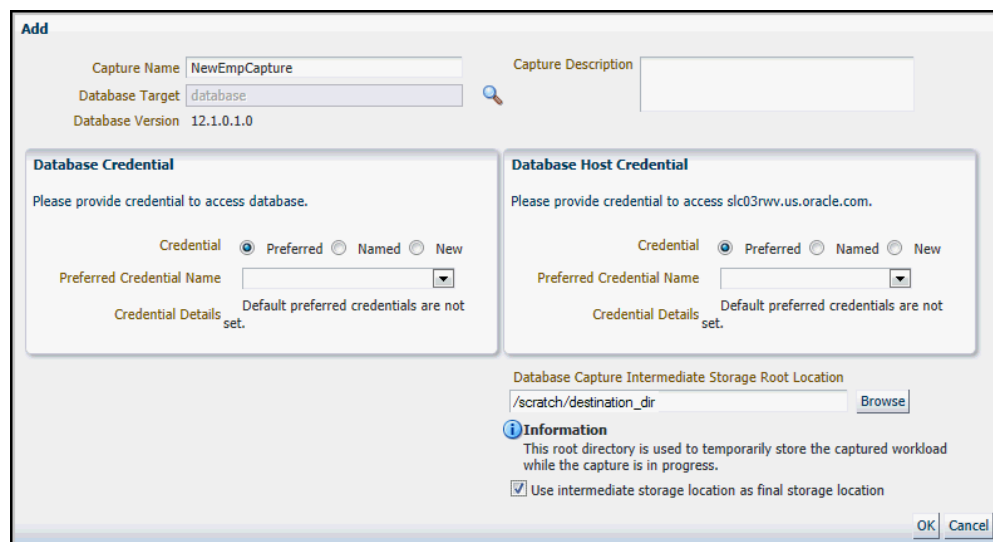 Add
Capture Name NewEmpCapture
Database Target database
Database Version 12.1.0.1.0
Capture Description
Database Credential
Please provide credential to access database.
Credential Preferred Named New
Preferred Credential Name
Credential Details Default preferred credentials are not
set.
Database Host Credential
Please provide credential to access slc03rwv.us.oracle.com.
Credential Preferred Named New
Preferred Credential Name
Credential Details Default preferred credentials are not
set.
Database Capture Intermediate Storage Root Location
/scratch/destination_dir Browse
Information
This root directory is used to temporarily store the captured workload
while the capture is in progress.
Use intermediate storage location as final storage location
OK Cancel